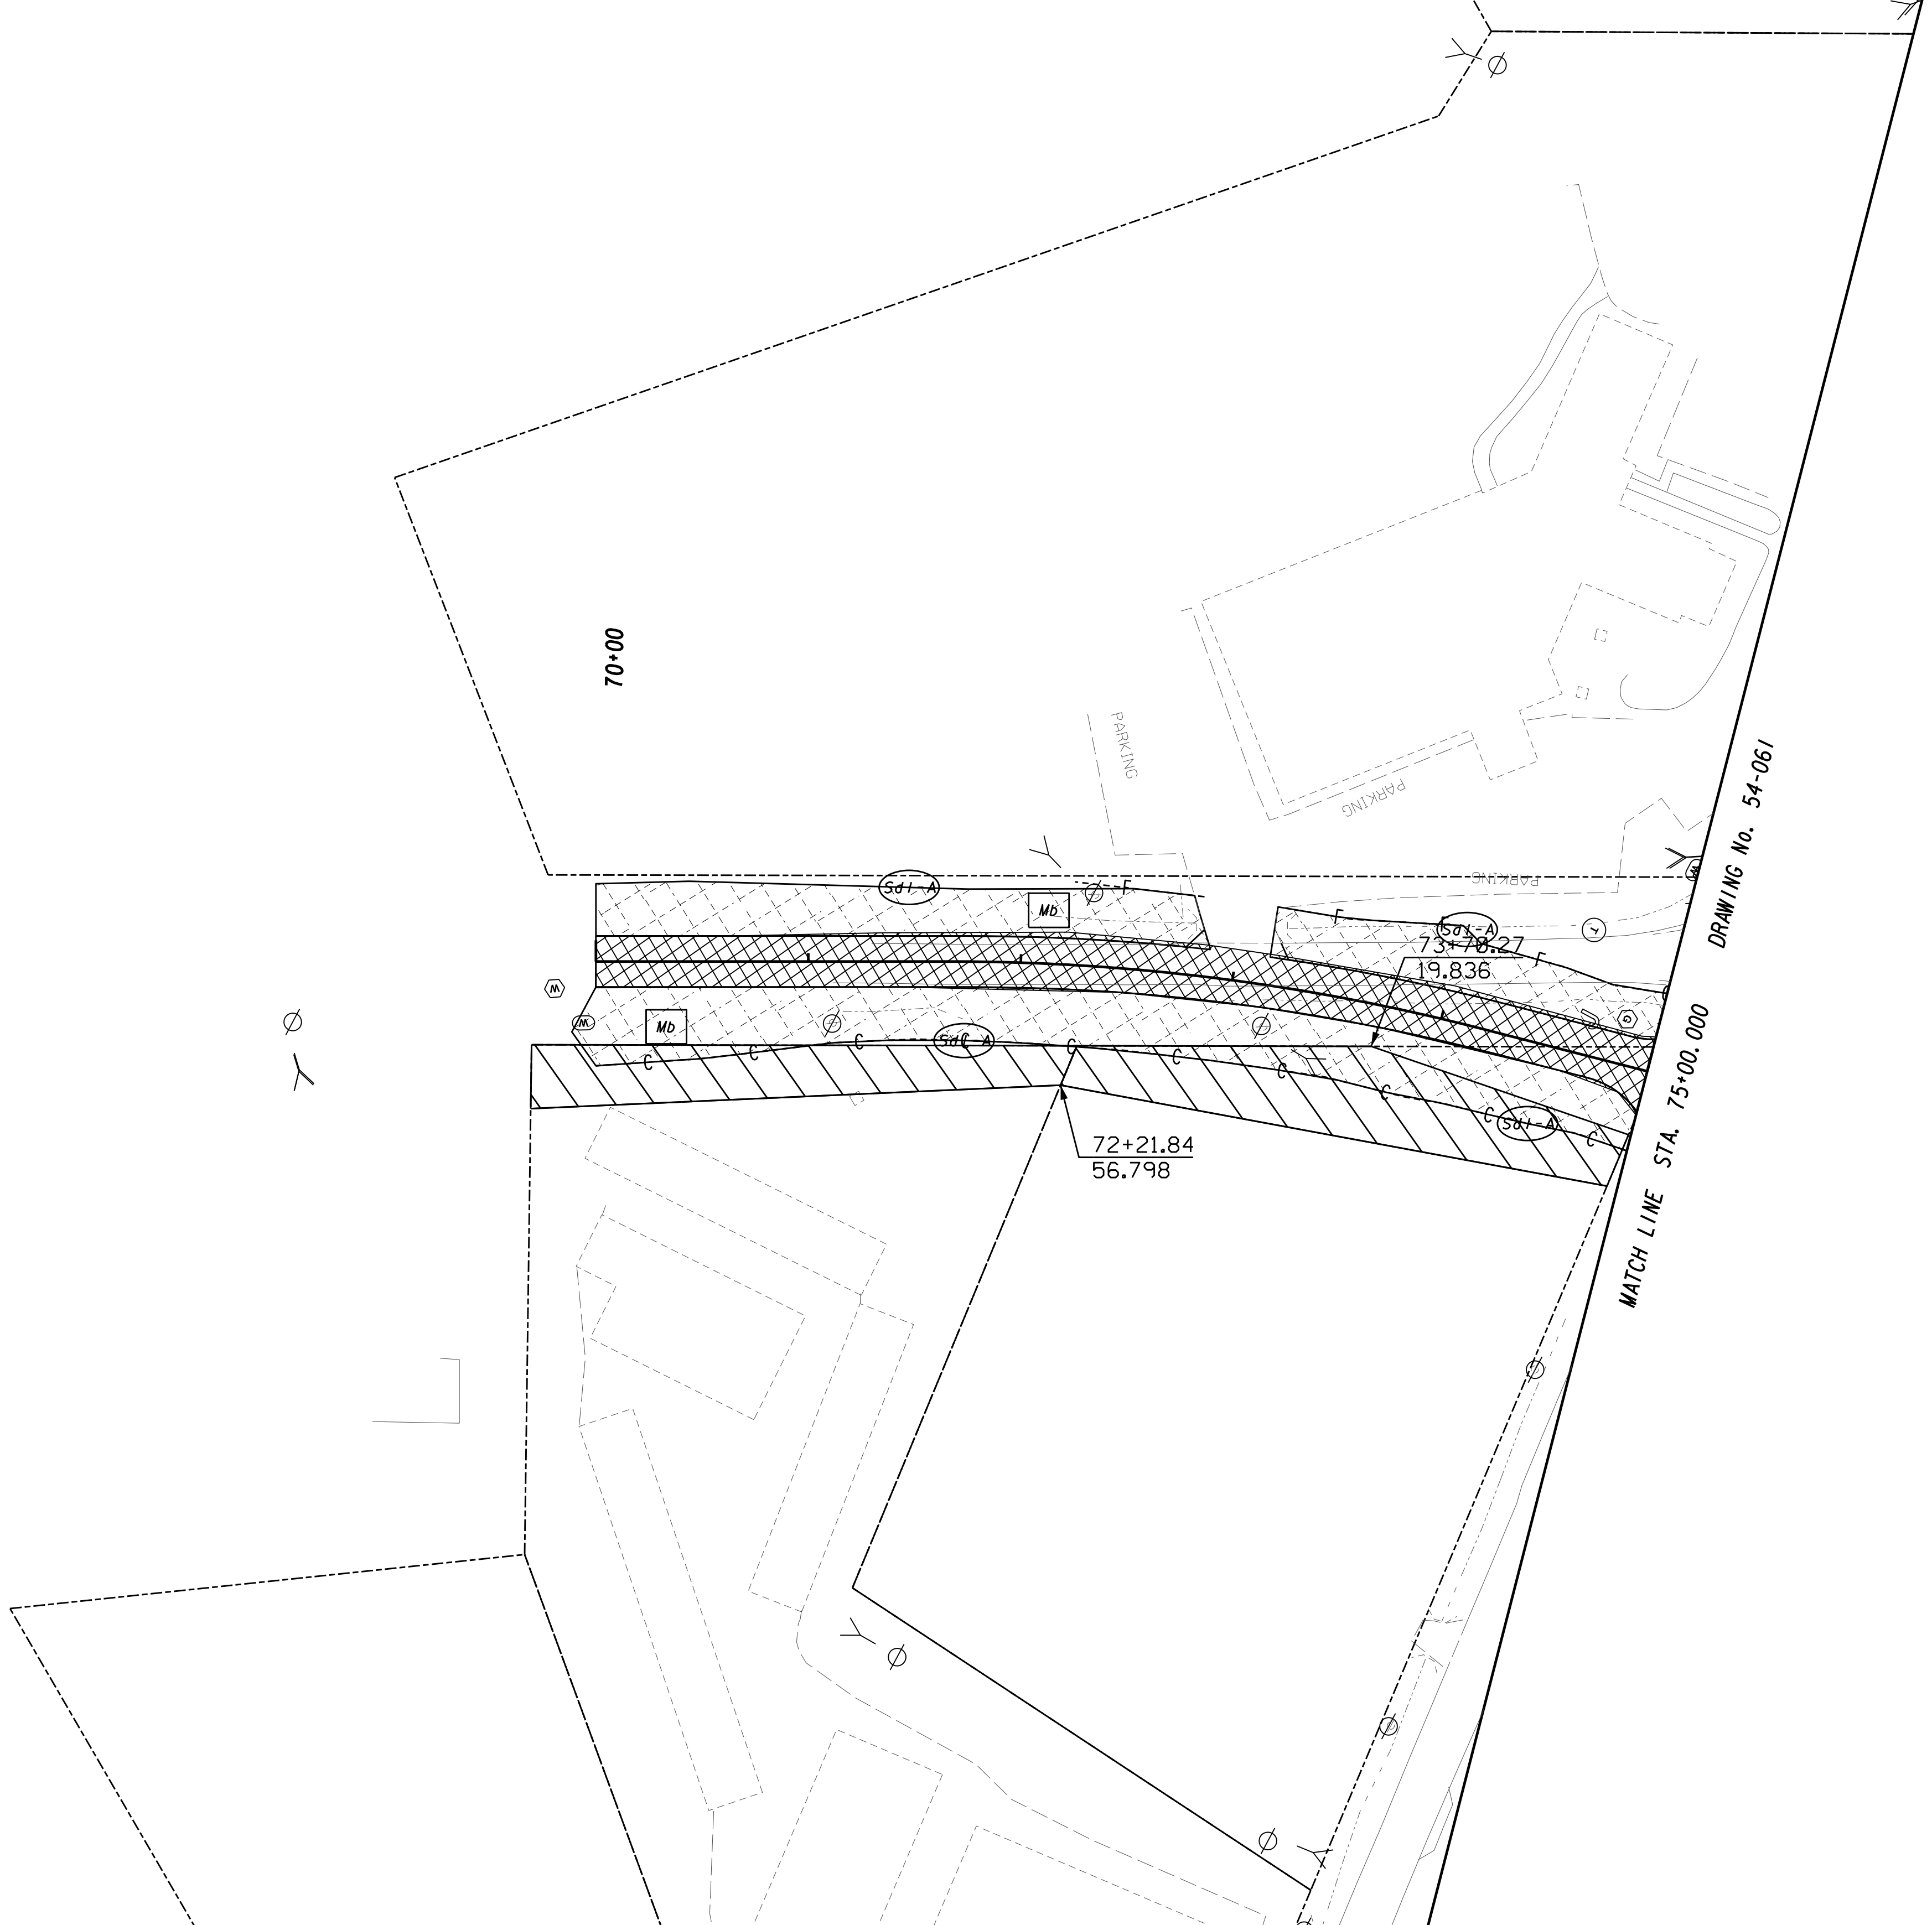 70+00
PARKING
PARKING
PARKING
Sd1-A
Mb
Sd1-A
73+70.27
19.836
Y
W
W
W
Mb
Sd1-A
G
Sd1-A
72+21.84
56.798
MATCH LINE STA. 75+00.000 DRAWING No. 54-061
C
C
C
C
C
C
C
C
C
C
F
F
F